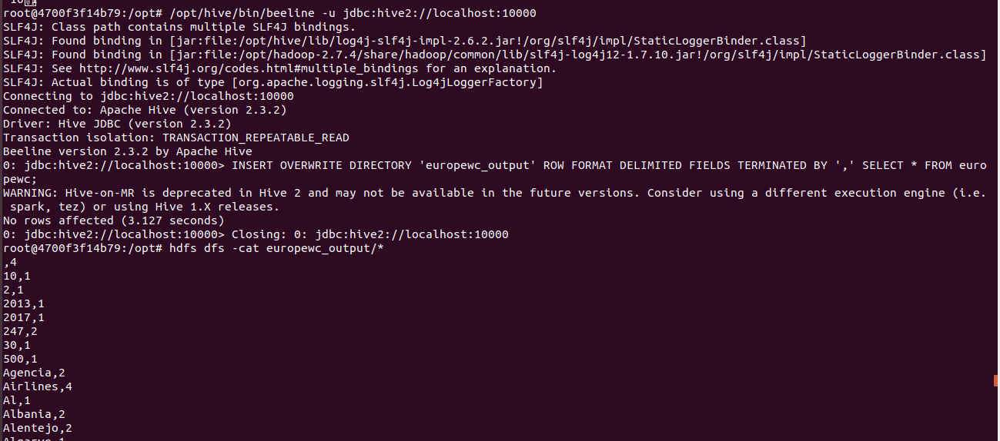 root@4700f3f14b79:/opt# /opt/hive/bin/beeline -u jdbc:hive2://localhost:10000
SLF4J: Class path contains multiple SLF4J bindings.
SLF4J: Found binding in [jar:file:/opt/hive/lib/log4j-slf4j-impl-2.6.2.jar!/org/slf4j/impl/StaticLoggerBinder.class]
SLF4J: Found binding in [jar:file:/opt/hadoop-2.7.4/share/hadoop/common/lib/slf4j-log4j12-1.7.10.jar!/org/slf4j/impl/StaticLoggerBinder.class]
SLF4J: See http://www.slf4j.org/codes.html#multiple_bindings for an explanation.
SLF4J: Actual binding is of type [org.apache.logging.slf4j.Log4jLoggerFactory]
Connecting to jdbc:hive2://localhost:10000
Connected to: Apache Hive (version 2.3.2)
Driver: Hive JDBC (version 2.3.2)
Transaction isolation: TRANSACTION_REPEATABLE_READ
Beeline version 2.3.2 by Apache Hive
0: jdbc:hive2://localhost:10000> INSERT OVERWRITE DIRECTORY 'europewc_output' ROW FORMAT DELIMITED FIELDS TERMINATED BY ',' SELECT * FROM euro
pewc;
WARNING: Hive-on-MR is deprecated in Hive 2 and may not be available in the future versions. Consider using a different execution engine (i.e.
spark, tez) or using Hive 1.X releases.
No rows affected (3.127 seconds)
0: jdbc:hive2://localhost:10000> Closing: 0: jdbc:hive2://localhost:10000
root@4700f3f14b79:/opt# hdfs dfs -cat europewc_output/*
,4
10,1
2,1
2013,1
2017,1
247,2
30,1
500,1
Agencia,2
Airlines,4
Al,1
Albania,2
Alentejo,2